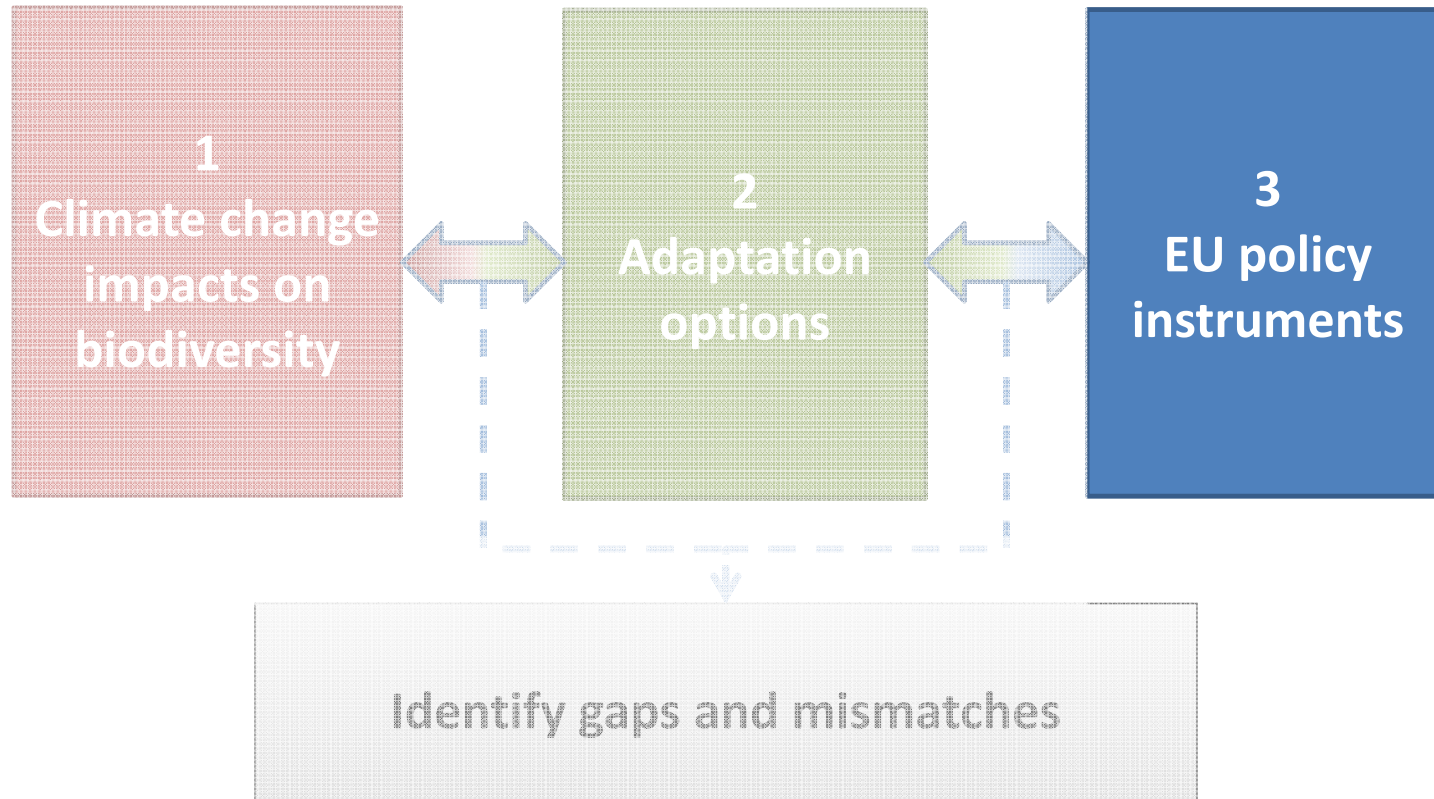 1
Climate change
impacts on
biodiversity
2
Adaptation
options
3
EU policy
instruments
Identify gaps and mismatches